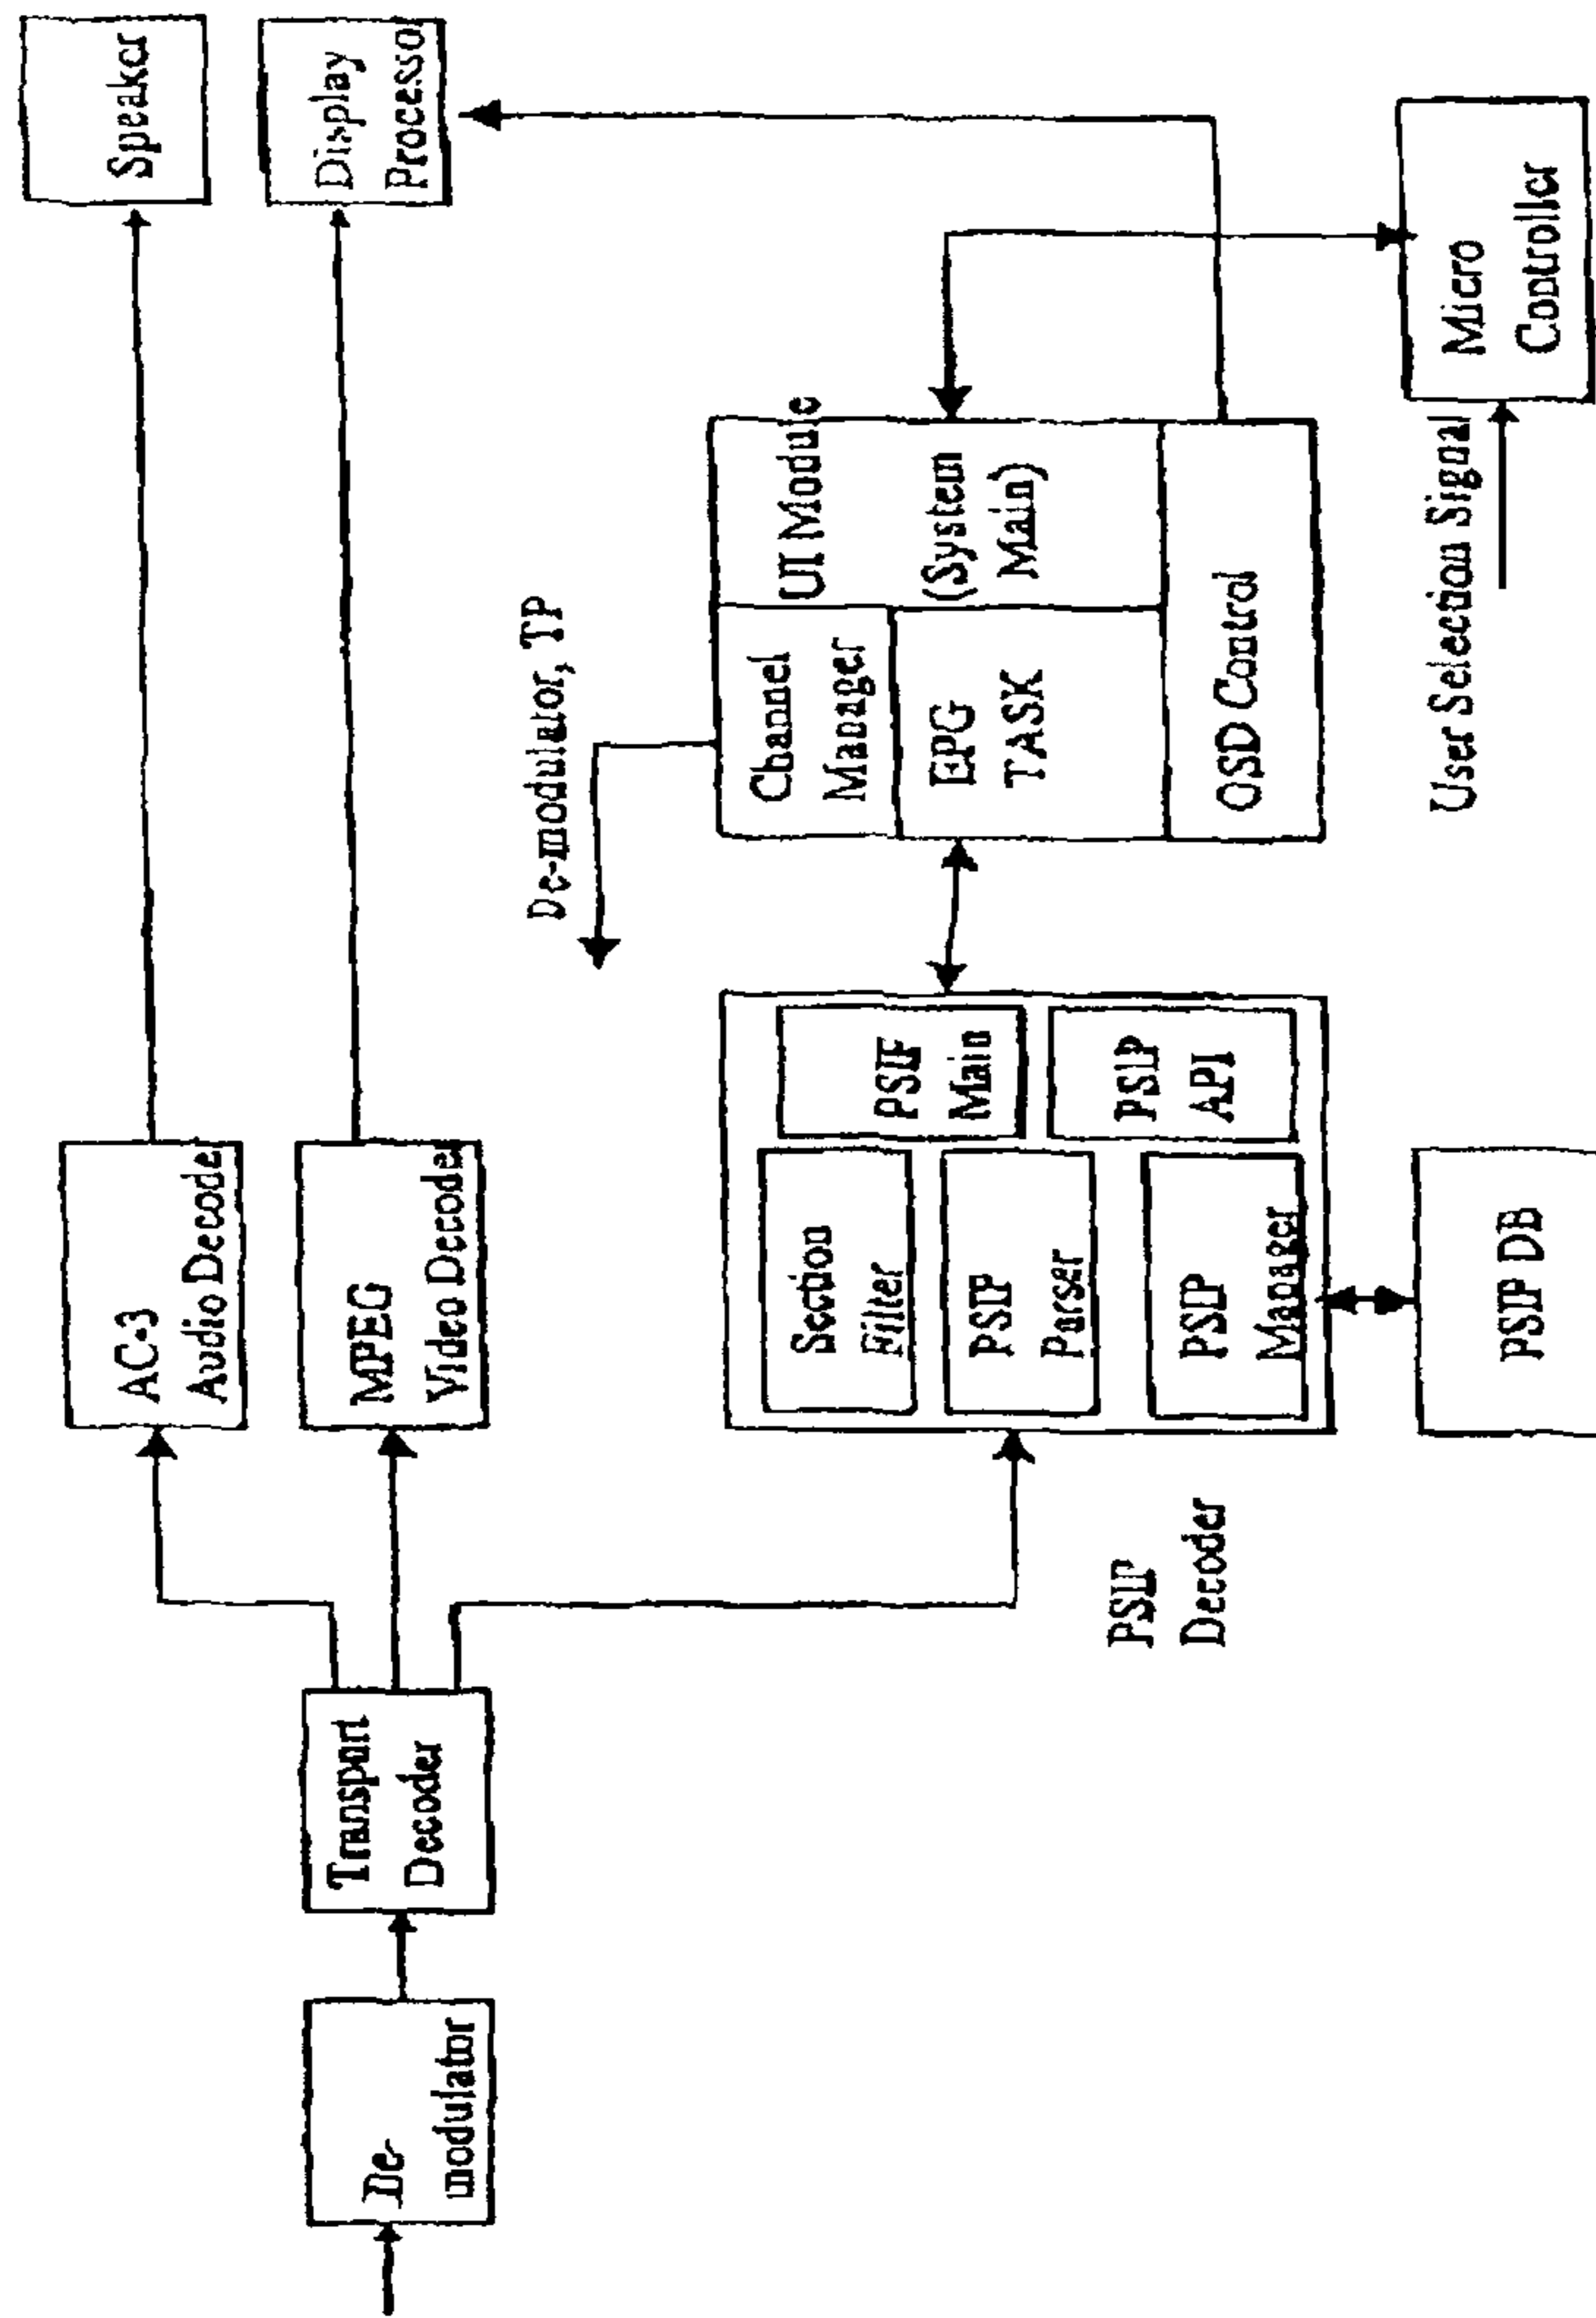 Speaker
Display
Processor
AC-3
Audio Decode
MPEG
Video Decoder
Transport
Decoder
De-
modulator
De-modulator, TP
Channel
Manager
UI Module
(System
Main)
EPG
TASK
OSD Control
Section
Filter
PSIP
Parser
PSIP
Manager
PSIP
Main
PSIP
API
PSIP
Decoder
PSIP DB
User Selection Signal
Micro
Controller